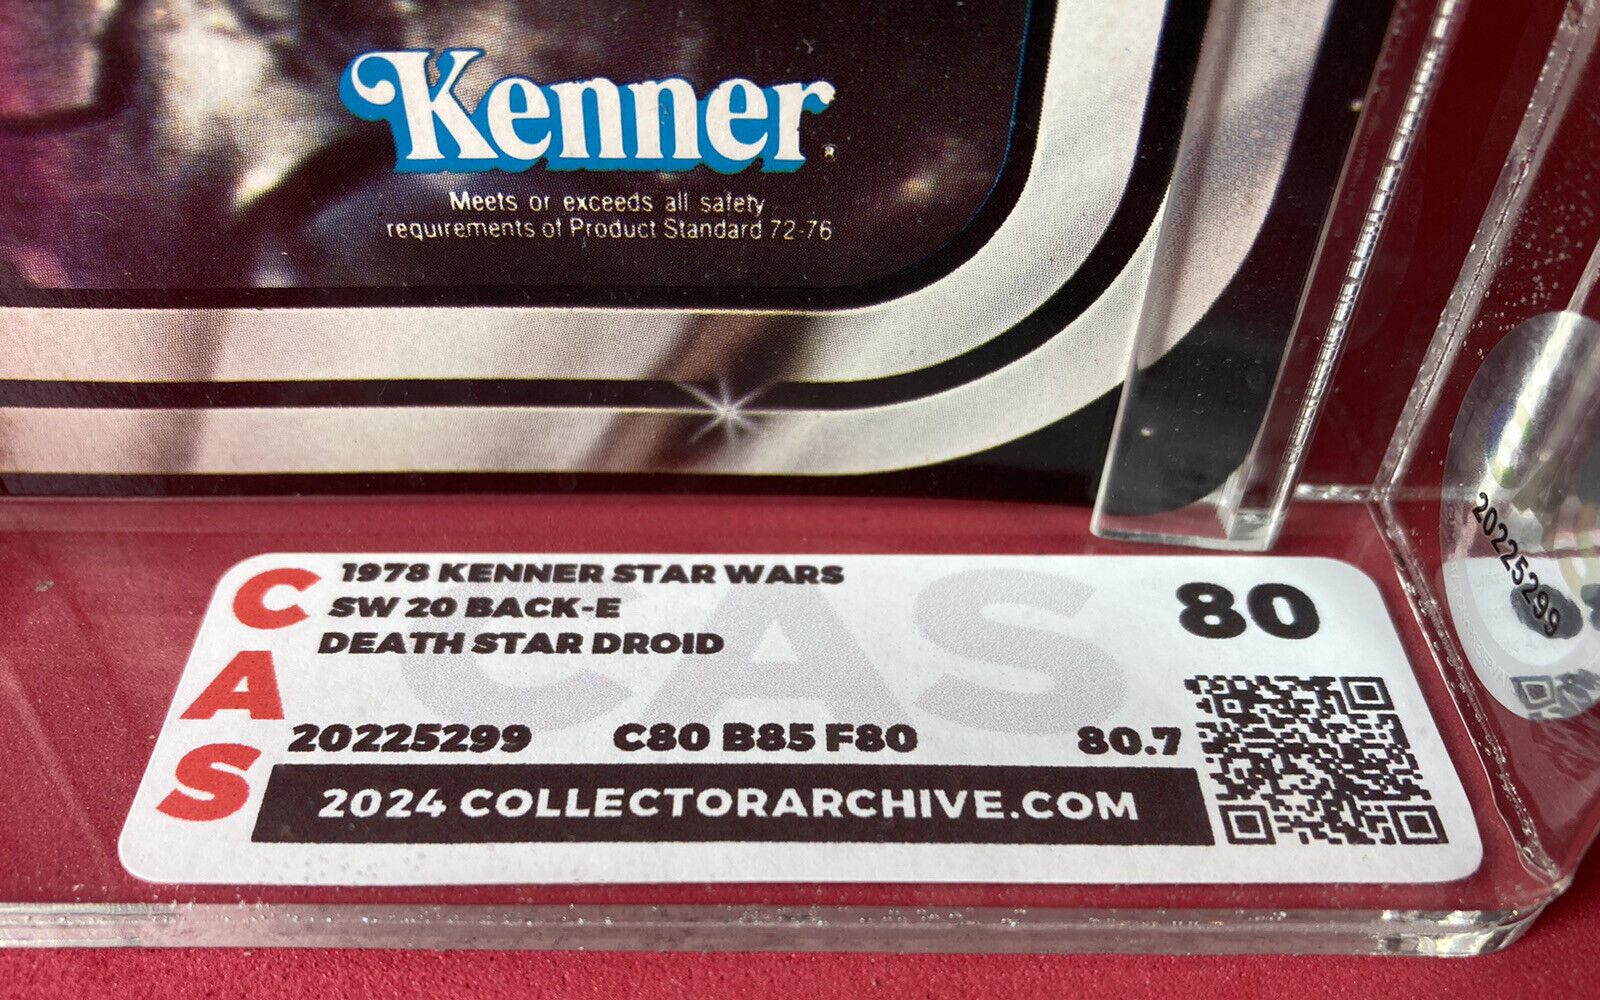 Kenner
Meets or exceeds all safety
requirements of Product Standard 72-76
CAS
1978 KENNER STAR WARS
SW 20 BACK-E
DEATH STAR DROID
80
20225299 C80 B85 F80 80.7
2024 COLLECTORARCHIVE.COM
CAS
20225299